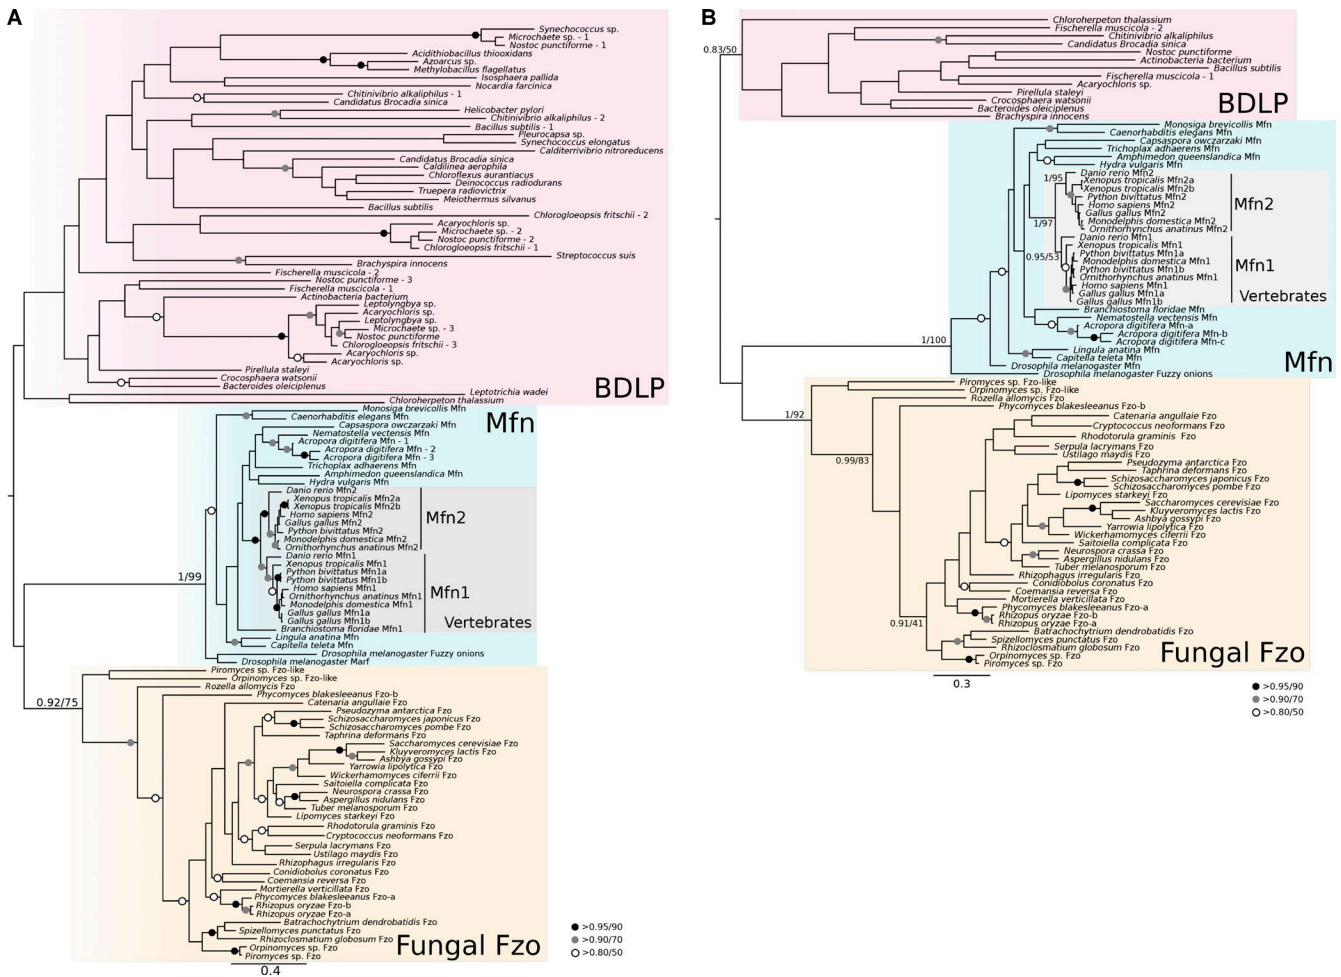 A
Synechococcus sp.
Microchaete sp. - 1
Nostoc punctiforme - 1
Acidithiobacillus thiooxidans
Azoarcus sp.
Methylobacillus flagellatus
Isosphaera pallida
Nocardia farcinica
Chitinivibrio alkaliphilus - 1
Candidatus Brocadia sinica
Helicobacter pylori
Chitinivibrio alkaliphilus - 2
Bacillus subtilis - 1
Pleurocapsa sp.
Synechococcus elongatus
Calditerrivibrio nitroreducens
Candidatus Brocadia sinica
Caldilinea aerophila
Chloroflexus aurantiacus
Deinococcus radiodurans
Truepera radiovictrix
Meiothermus silvanus
Bacillus subtilis
Chlorogloeopsis fritschii - 2
Acaryochloris sp.
Microchaete sp. - 2
Nostoc punctiforme - 2
Chlorogloeopsis fritschii - 1
Streptococcus suis
Brachyspira innocens
Fischerella muscicola - 2
Nostoc punctiforme - 3
Fischerella muscicola - 1
Actinobacteria bacterium
Leptolyngbya sp.
Acaryochloris sp.
Leptolyngbya sp.
Microchaete sp. - 3
Nostoc punctiforme
Chlorogloeopsis fritschii - 3
Acaryochloris sp.
Acaryochloris sp.
Pirellula staleyi
Crocosphaera watsonii
Bacteroides oleiciplenus
Leptotrichia wadei
Chloroherpeton thalassium
BDLP
Monosiga brevicollis Mfn
Caenorhabditis elegans Mfn
Capsaspora owczarzaki Mfn
Nematostella vectensis Mfn
Acropora digitifera Mfn - 1
Acropora digitifera Mfn - 2
Acropora digitifera Mfn - 3
Trichoplax adhaerens Mfn
Amphimedon queenslandica Mfn
Hydra vulgaris Mfn
Mfn
Danio rerio Mfn2
Xenopus tropicalis Mfn2a
Xenopus tropicalis Mfn2b
Homo sapiens Mfn2
Gallus gallus Mfn2
Python bivittatus Mfn2
Monodelphis domestica Mfn2
Ornithorhynchus anatinus Mfn2
Mfn2
Danio rerio Mfn1
Xenopus tropicalis Mfn1
Python bivittatus Mfn1a
Python bivittatus Mfn1b
Homo sapiens Mfn1
Ornithorhynchus anatinus Mfn1
Monodelphis domestica Mfn1
Gallus gallus Mfn1a
Gallus gallus Mfn1b
Mfn1
Vertebrates
Branchiostoma floridae Mfn1
Lingula anatina Mfn
Capitella teleta Mfn
Drosophila melanogaster Fuzzy onions
Drosophila melanogaster Marf
1/99
Piromyces sp. Fzo-like
Orpinomyces sp. Fzo-like
Rozella allomycis Fzo
Phycomyces blakesleeanus Fzo-b
0.92/75
Catenaria angullaie Fzo
Pseudozyma antarctica Fzo
Schizosaccharomyces japonicus Fzo
Schizosaccharomyces pombe Fzo
Taphrina deformans Fzo
Saccharomyces cerevisiae Fzo
Kluyveromyces lactis Fzo
Ashbya gossypi Fzo
Yarrowia lipolytica Fzo
Wickerhamomyces ciferrii Fzo
Saitoiella complicata Fzo
Neurospora crassa Fzo
Aspergillus nidulans Fzo
Tuber melanosporum Fzo
Lipomyces starkeyi Fzo
Rhodotorula graminis Fzo
Cryptococcus neoformans Fzo
Serpula lacrymans Fzo
Ustilago maydis Fzo
Rhizophagus irregularis Fzo
Conidiobolus coronatus Fzo
Coemansia reversa Fzo
Mortierella verticillata Fzo
Phycomyces blakesleeanus Fzo-a
Rhizopus oryzae Fzo-b
Rhizopus oryzae Fzo-a
Batrachochytrium dendrobatidis Fzo
Spizellomyces punctatus Fzo
Rhizoclosmatium globosum Fzo
Orpinomyces sp. Fzo
Piromyces sp. Fzo
Fungal Fzo
0.4
>0.95/90
>0.90/70
>0.80/50
B
Chloroherpeton thalassium
Fischerella muscicola - 2
Chitinivibrio alkaliphilus
Candidatus Brocadia sinica
0.83/50
Nostoc punctiforme
Actinobacteria bacterium
Bacillus subtilis
Fischerella muscicola - 1
Acaryochloris sp.
Pirellula staleyi
Crocosphaera watsonii
Bacteroides oleiciplenus
Brachyspira innocens
BDLP
Monosiga brevicollis Mfn
Caenorhabditis elegans Mfn
Capsaspora owczarzaki Mfn
Trichoplax adhaerens Mfn
Amphimedon queenslandica Mfn
Hydra vulgaris Mfn
Danio rerio Mfn2
1/95
Xenopus tropicalis Mfn2a
Xenopus tropicalis Mfn2b
Python bivittatus Mfn2
Homo sapiens Mfn2
Gallus gallus Mfn2
Monodelphis domestica Mfn2
Ornithorhynchus anatinus Mfn2
Mfn2
1/97
Danio rerio Mfn1
Xenopus tropicalis Mfn1
Python bivittatus Mfn1a
Monodelphis domestica Mfn1
Python bivittatus Mfn1b
Ornithorhynchus anatinus Mfn1
Homo sapiens Mfn1
Gallus gallus Mfn1a
Gallus gallus Mfn1b
0.95/53
Mfn1
Vertebrates
Branchiostoma floridae Mfn
Nematostella vectensis Mfn
Acropora digitifera Mfn-a
Acropora digitifera Mfn-b
Acropora digitifera Mfn-c
Lingula anatina Mfn
Capitella teleta Mfn
Drosophila melanogaster Mfn
Drosophila melanogaster Fuzzy onions
1/100
Mfn
Piromyces sp. Fzo-like
Orpinomyces sp. Fzo-like
Rozella allomycis Fzo
Phycomyces blakesleeanus Fzo-b
1/92
Catenaria angullaie Fzo
Cryptococcus neoformans Fzo
Rhodotorula graminis Fzo
Serpula lacrymans Fzo
Ustilago maydis Fzo
0.99/83
Pseudozyma antarctica Fzo
Taphrina deformans Fzo
Schizosaccharomyces japonicus Fzo
Schizosaccharomyces pombe Fzo
Lipomyces starkeyi Fzo
Saccharomyces cerevisiae Fzo
Kluyveromyces lactis Fzo
Ashbya gossypi Fzo
Yarrowia lipolytica Fzo
Wickerhamomyces ciferrii Fzo
Saitoiella complicata Fzo
Neurospora crassa Fzo
Aspergillus nidulans Fzo
Tuber melanosporum Fzo
Rhizophagus irregularis Fzo
Conidiobolus coronatus Fzo
Coemansia reversa Fzo
Mortierella verticillata Fzo
Phycomyces blakesleeanus Fzo-a
Rhizopus oryzae Fzo-b
Rhizopus oryzae Fzo-a
0.91/41
Batrachochytrium dendrobatidis Fzo
Spizellomyces punctatus Fzo
Rhizoclosmatium globosum Fzo
Orpinomyces sp. Fzo
Piromyces sp. Fzo
Fungal Fzo
0.3
>0.95/90
>0.90/70
>0.80/50